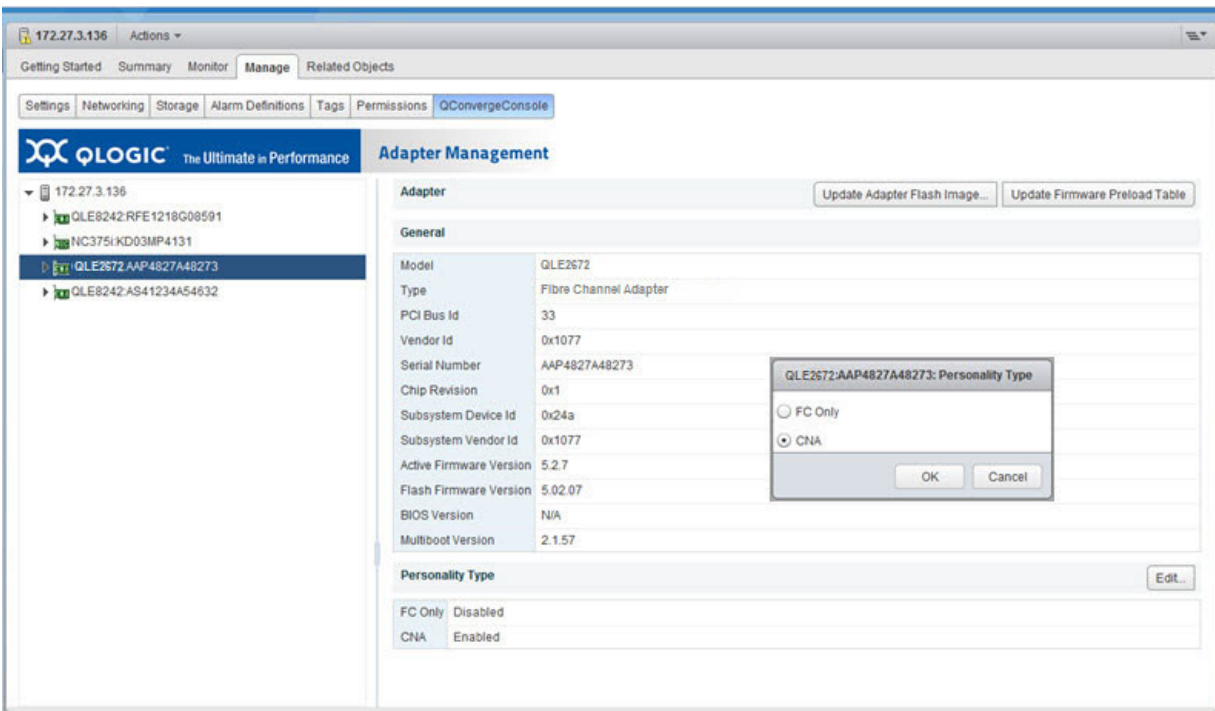 172.27.3.136 Actions
Getting Started Summary Monitor Manage Related Objects
Settings Networking Storage Alarm Definitions Tags Permissions QConvergeConsole
QLOGIC The Ultimate in Performance Adapter Management
172.27.3.136
QLE8242:RFE1218G08591
NC375i:KD03MP4131
QLE2672:AAP4827A48273
QLE8242:AS41234A54632
Adapter Update Adapter Flash Image... Update Firmware Preload Table
General
Model QLE2672
Type Fibre Channel Adapter
PCI Bus Id 33
Vendor Id 0x1077
Serial Number AAP4827A48273
Chip Revision 0x1
Subsystem Device Id 0x24a
Subsystem Vendor Id 0x1077
Active Firmware Version 5.2.7
Flash Firmware Version 5.02.07
BIOS Version N/A
Multiboot Version 2.1.57
QLE2672:AAP4827A48273: Personality Type
FC Only
CNA
OK Cancel
Personality Type Edit...
FC Only Disabled
CNA Enabled